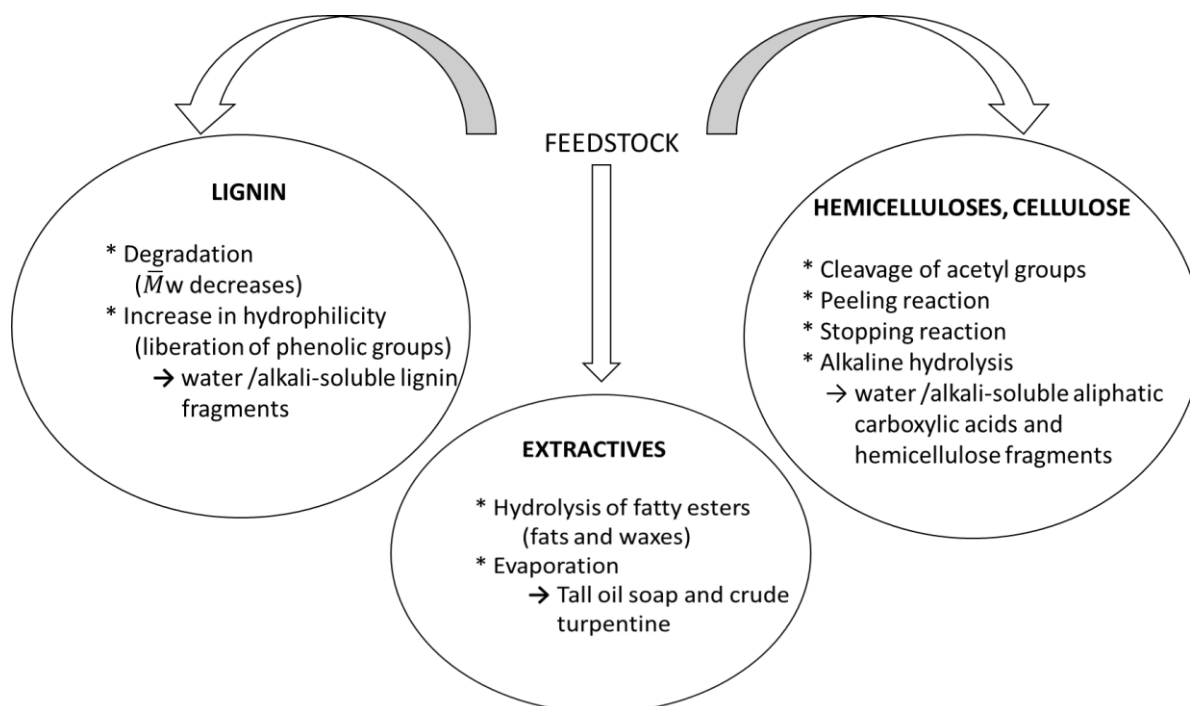 FEEDSTOCK
LIGNIN
* Degradation
(M̅w decreases)
* Increase in hydrophilicity
(liberation of phenolic groups)
→ water /alkali-soluble lignin
fragments
EXTRACTIVES
* Hydrolysis of fatty esters
(fats and waxes)
* Evaporation
→ Tall oil soap and crude
turpentine
HEMICELLULOSES, CELLULOSE
* Cleavage of acetyl groups
* Peeling reaction
* Stopping reaction
* Alkaline hydrolysis
→ water /alkali-soluble aliphatic
carboxylic acids and
hemicellulose fragments